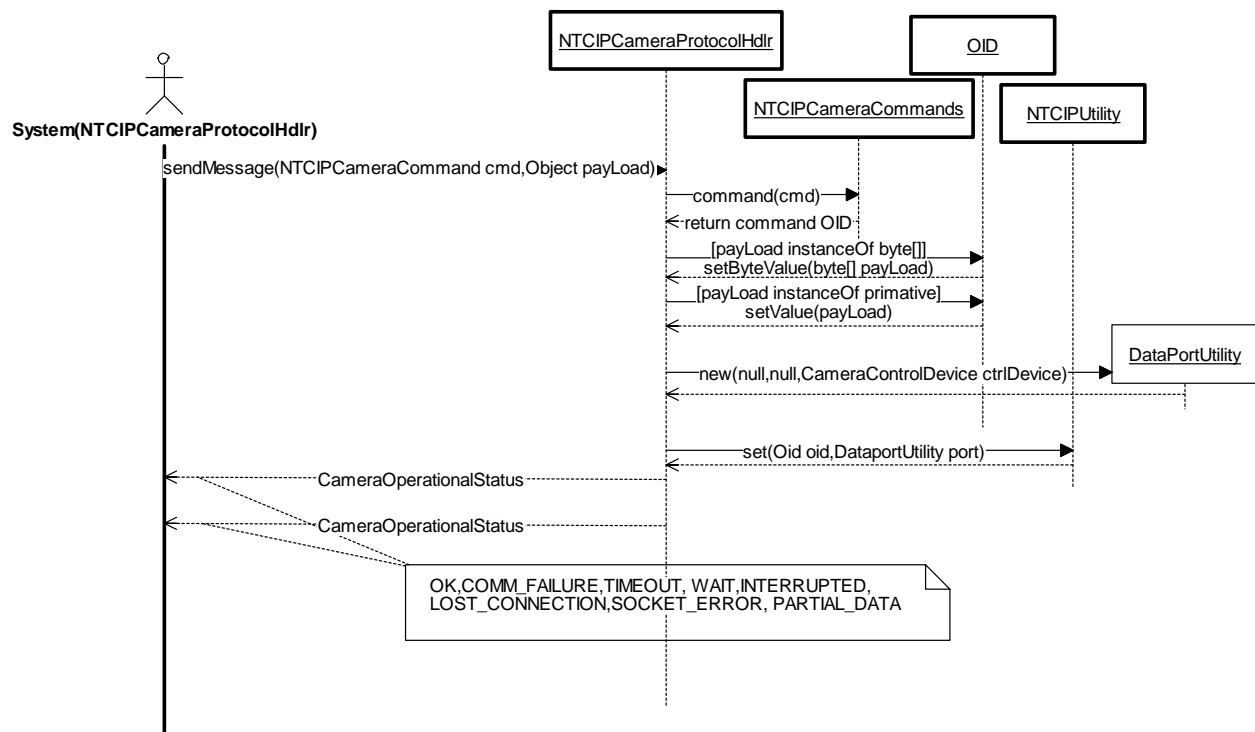 NTCIPCameraProtocolHdlr
OID
NTCIPCameraCommands
NTCIPUtility
System(NTCIPCameraProtocolHdlr)
sendMessage(NTCIPCameraCommand cmd,Object payLoad)
command(cmd)
return command OID
[payLoad instanceOf byte[]]
setByteValue(byte[] payLoad)
[payLoad instanceOf primative]
setValue(payLoad)
DataPortUtility
new(null,null,CameraControlDevice ctrlDevice)
set(Oid oid,DataportUtility port)
CameraOperationalStatus
CameraOperationalStatus
OK,COMM_FAILURE,TIMEOUT, WAIT,INTERRUPTED,
LOST_CONNECTION,SOCKET_ERROR, PARTIAL_DATA